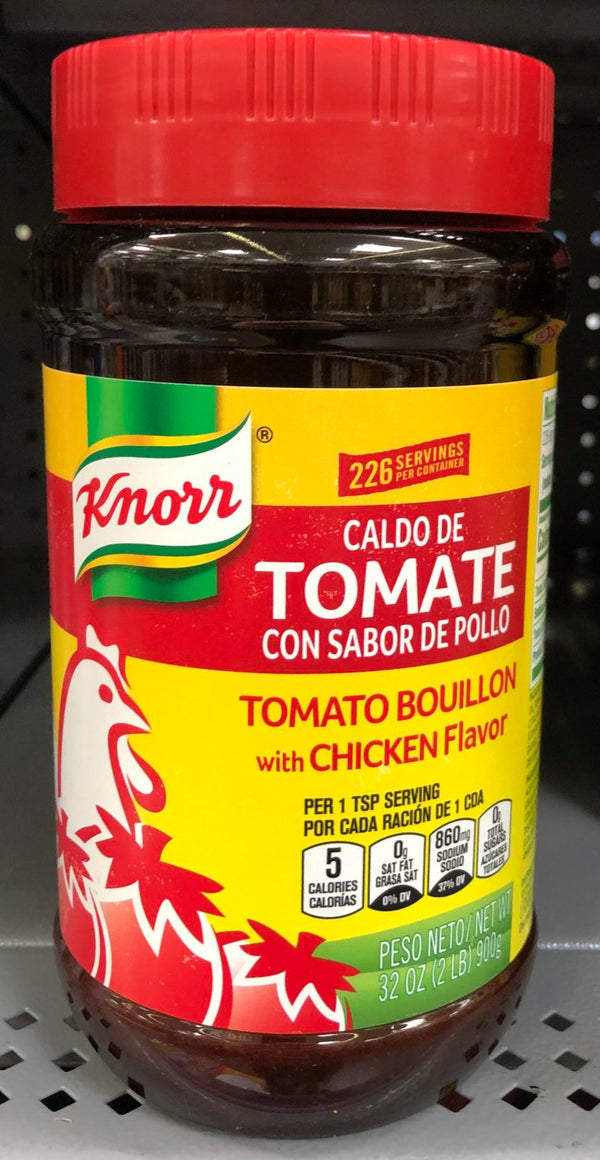 Knorr®
226 SERVINGS
PER CONTAINER
CALDO DE
TOMATE
CON SABOR DE POLLO
TOMATO BOUILLON
with CHICKEN Flavor
PER 1 TSP SERVING
POR CADA RACIÓN DE 1 CDA
5
CALORIES
CALORÍAS
0g
SAT FAT
GRASA SAT
0% DV
860mg
SODIUM
SODIO
37% DV
0g
TOTAL
SUGARS
AZÚCARES
TOTALES
PESO NETO/NET WT
32 OZ (2 LB) 900g